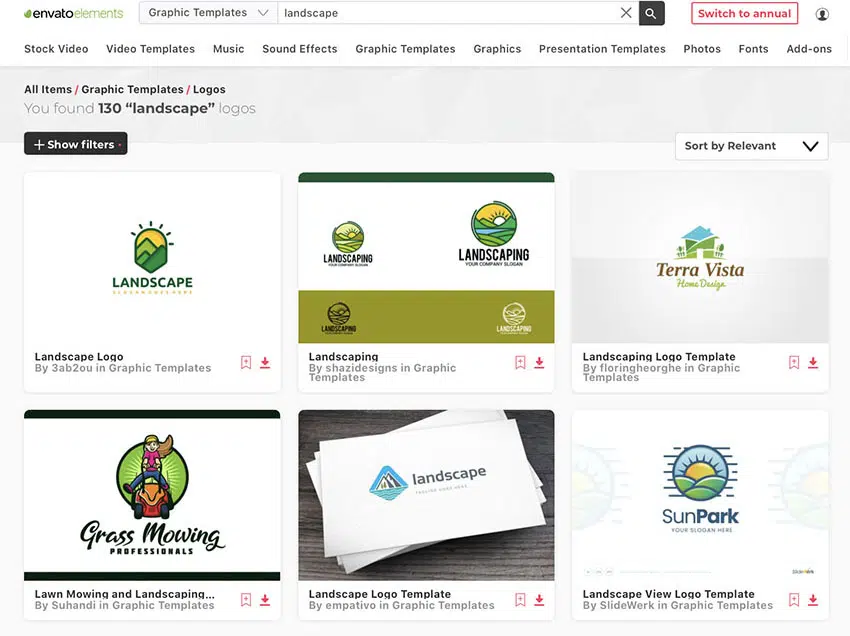 envatoelements
Graphic Templates
landscape
Switch to annual
Stock Video
Video Templates
Music
Sound Effects
Graphic Templates
Graphics
Presentation Templates
Photos
Fonts
Add-ons
All Items / Graphic Templates / Logos
You found 130 “landscape” logos
+ Show filters
Sort by Relevant
LANDSCAPE
SLOGAN GOES HERE
Landscape Logo
By 3ab2ou in Graphic Templates
LANDSCAPING
YOUR COMPANY SLOGAN
LANDSCAPING
YOUR COMPANY SLOGAN
LANDSCAPING
LANDSCAPING
Landscaping
By shazidesigns in Graphic
Templates
Terra Vista
Home Design
Landscaping Logo Template
By floringheorghe in Graphic
Templates
Grass Mowing
PROFESSIONALS
Lawn Mowing and Landscaping...
By Suhandi in Graphic Templates
landscape
TAGLINE GOES HERE
Landscape Logo Template
By empativo in Graphic Templates
SunPark
YOUR SLOGAN HERE
SlideWerk
Landscape View Logo Template
By SlideWerk in Graphic Templates